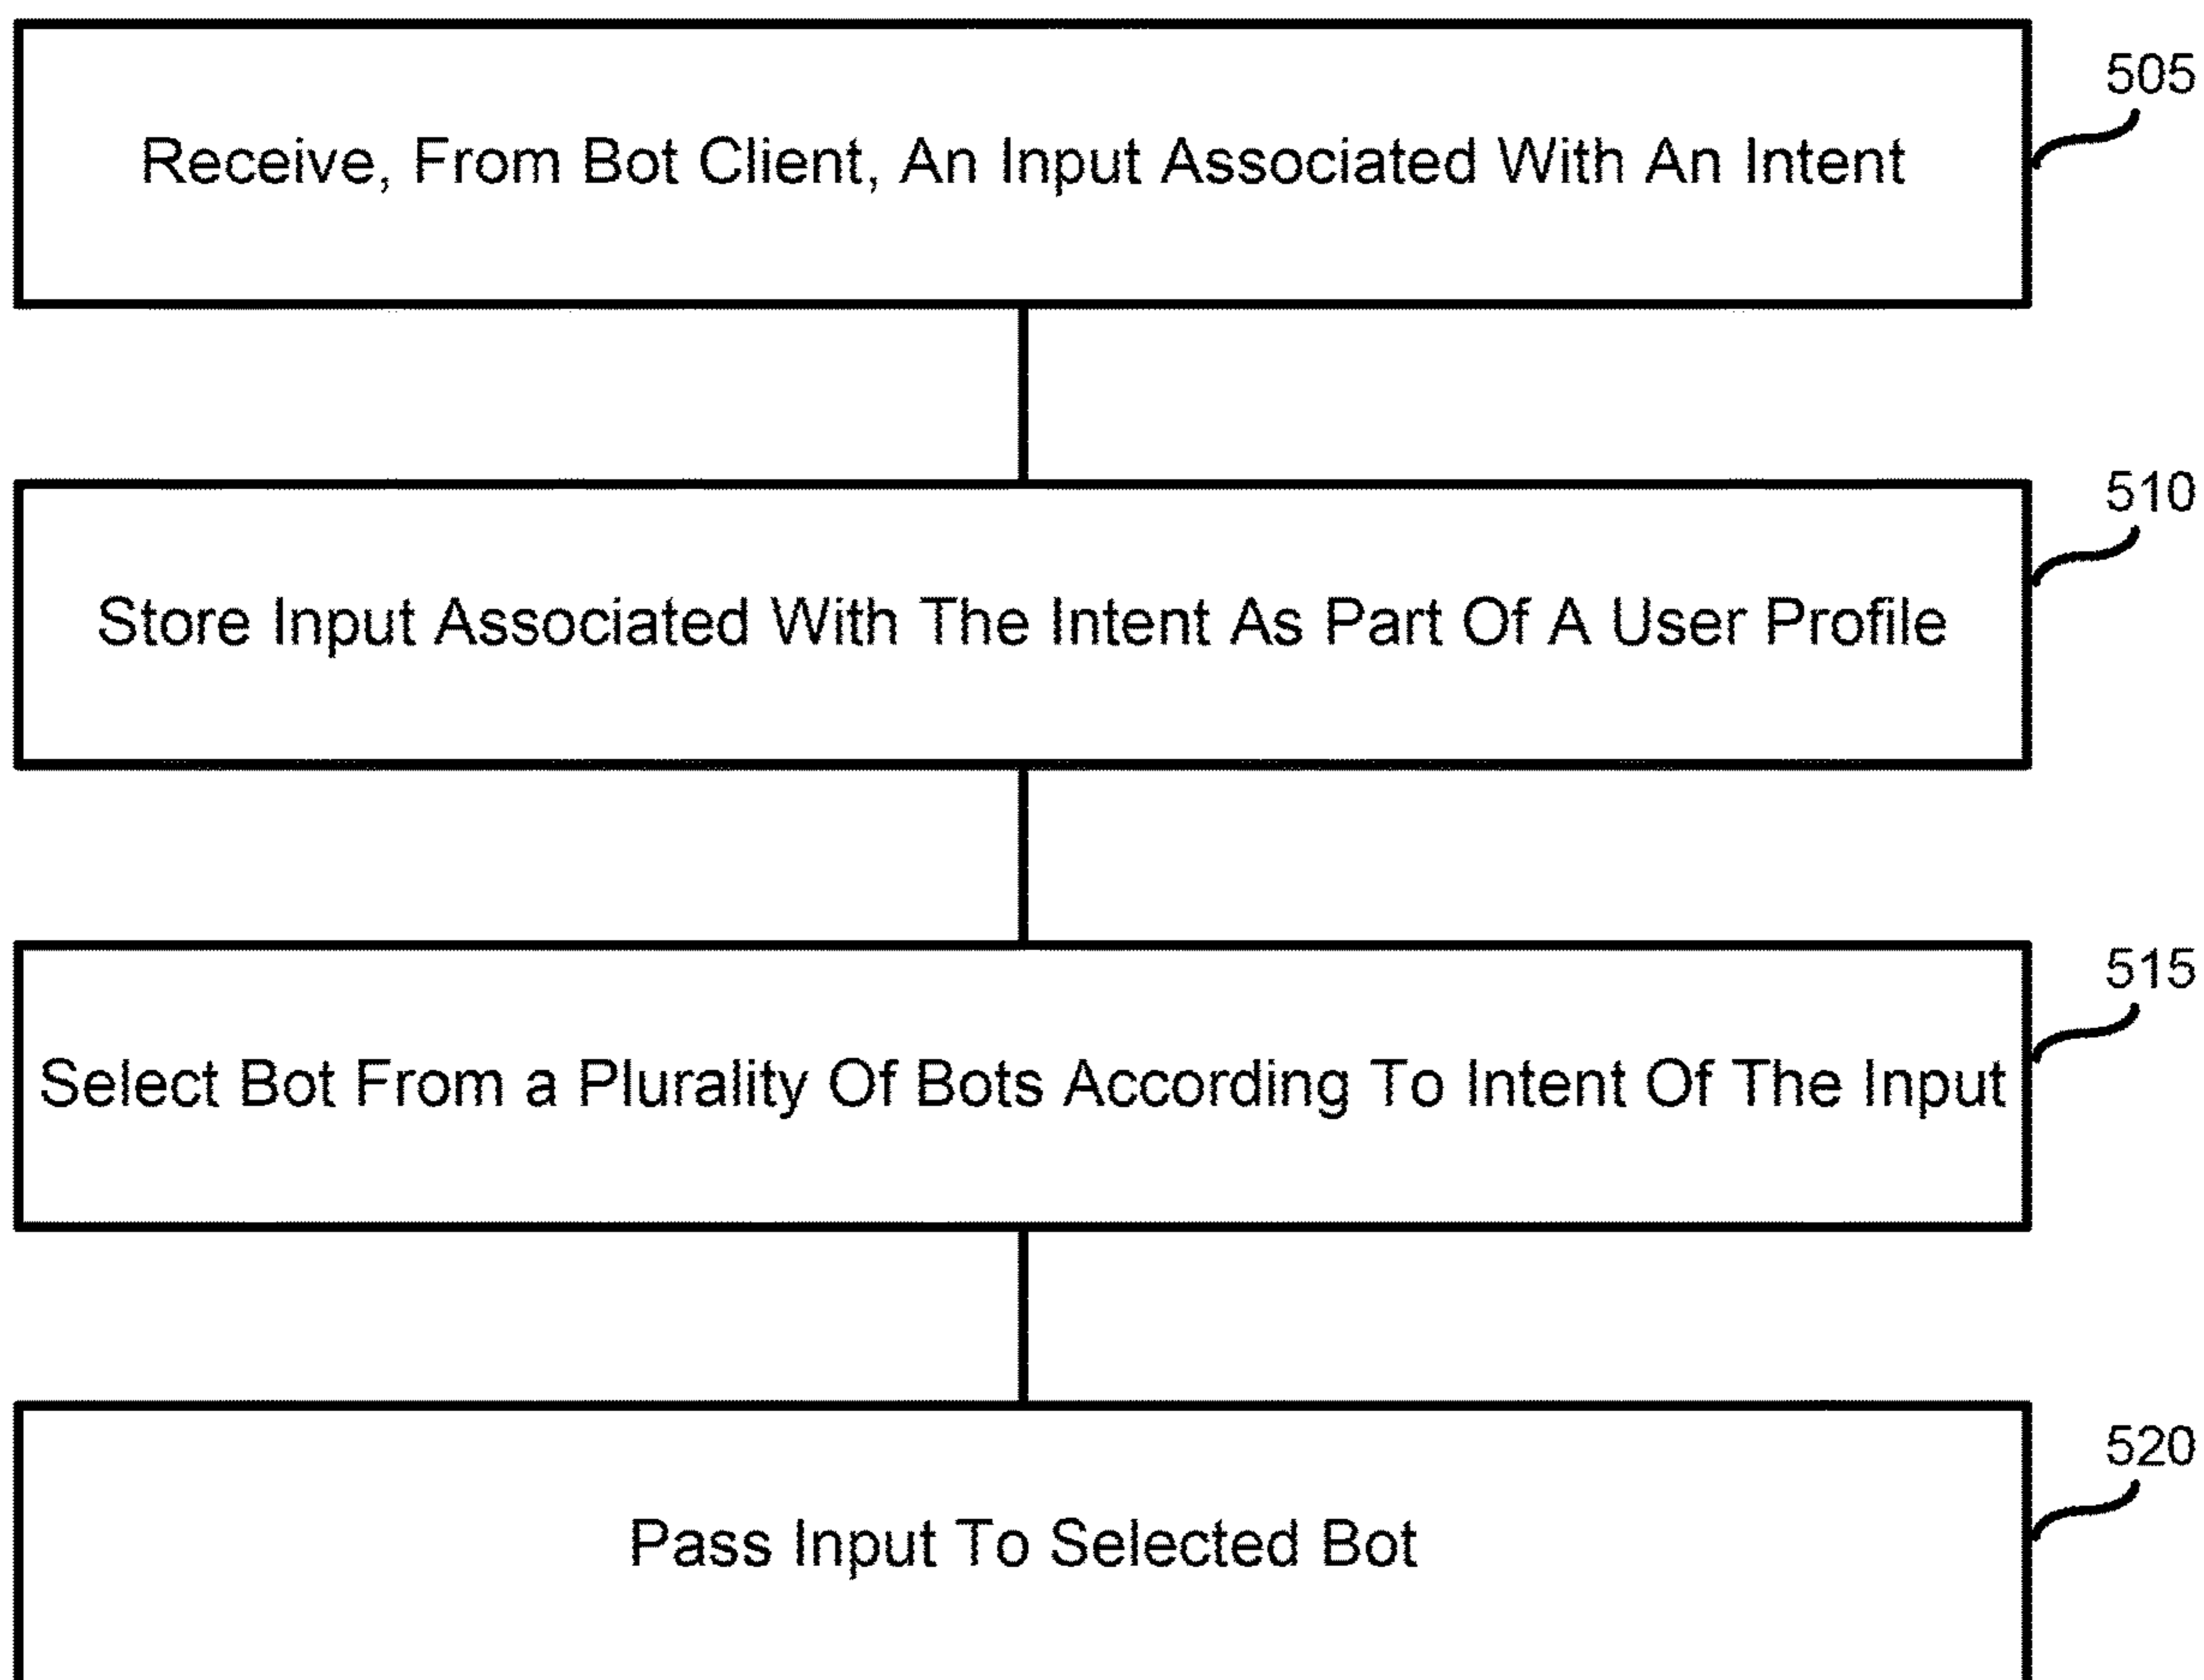 505
Receive, From Bot Client, An Input Associated With An Intent
510
Store Input Associated With The Intent As Part Of A User Profile
515
Select Bot From a Plurality Of Bots According To Intent Of The Input
520
Pass Input To Selected Bot